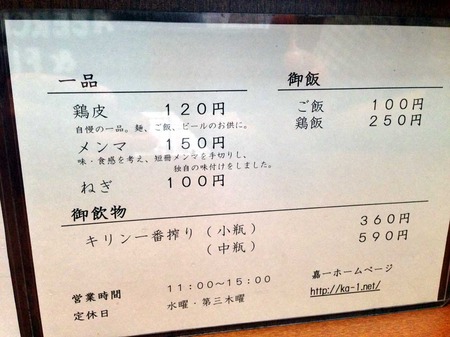 一品
鶏皮 120円
自慢の一品。麺、ご飯、ビールのお供に。
メンマ 150円
味・食感を考え、短冊メンマを手切りし、
独自の味付けをしました。
ねぎ 100円
御飯
ご飯 100円
鶏飯 250円
御飲物
キリン一番搾り (小瓶) 360円
(中瓶) 590円
営業時間 11:00~15:00
定休日 水曜・第三木曜
嘉一ホームページ
http://ka-1.net/